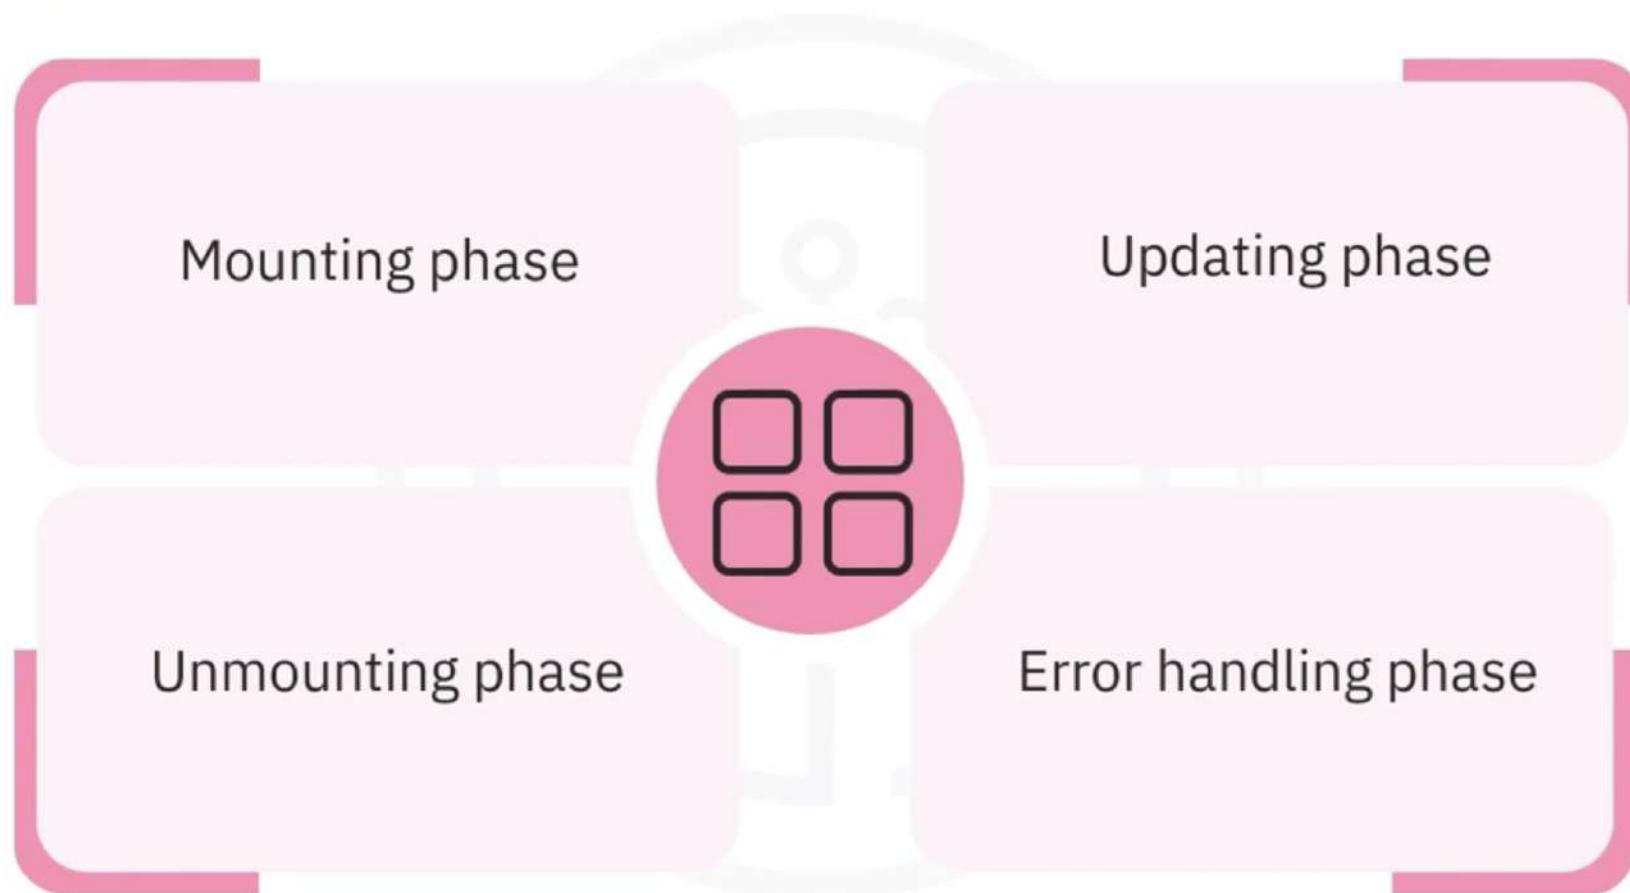 Mounting phase
Updating phase
Unmounting phase
Error handling phase